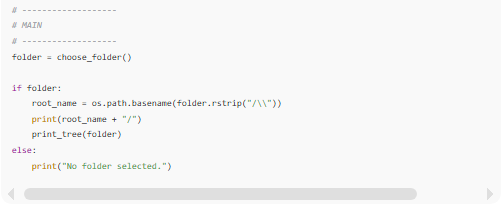 # -------------------
# MAIN
# -------------------
folder = choose_folder()

if folder:
    root_name = os.path.basename(folder.rstrip("/\\"))
    print(root_name + "/")
    print_tree(folder)
else:
    print("No folder selected.")